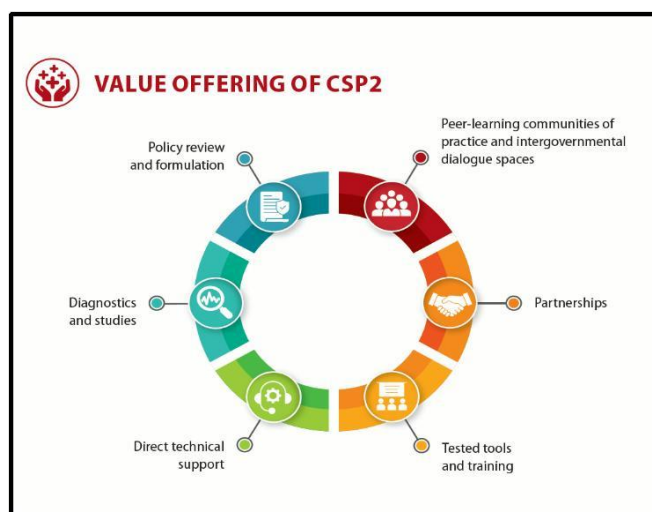 VALUE OFFERING OF CSP2
Peer-learning communities of
practice and intergovernmental
dialogue spaces
Policy review
and formulation
Diagnostics
and studies
Partnerships
Direct technical
support
Tested tools
and training